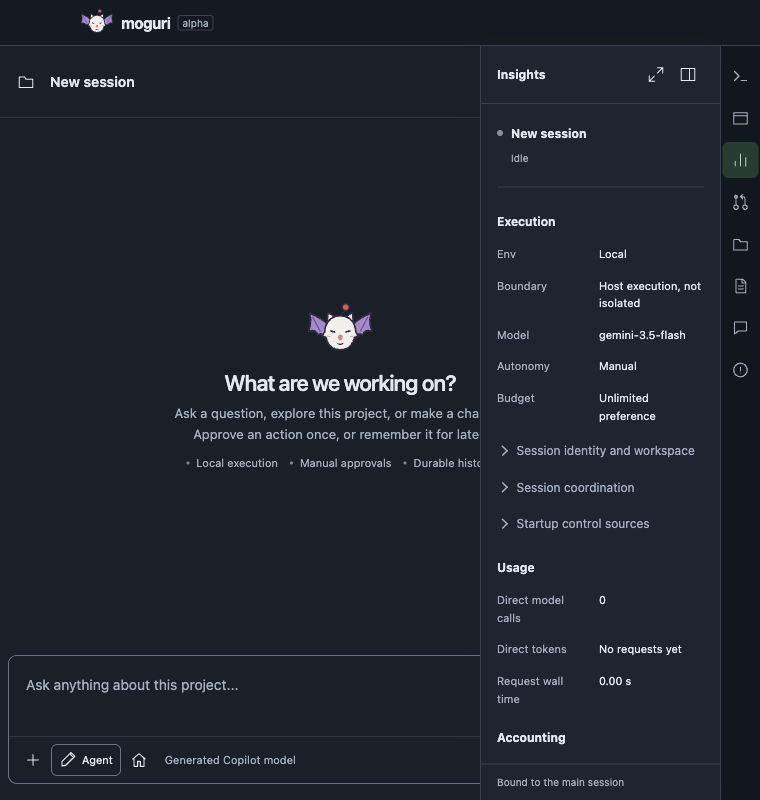 moguri alpha
New session
What are we working on?
Ask a question, explore this project, or make a cha
Approve an action once, or remember it for late
• Local execution • Manual approvals • Durable histo
Ask anything about this project...
Agent
Generated Copilot model
Insights
New session
Idle
Execution
Env Local
Boundary Host execution, not
isolated
Model gemini-3.5-flash
Autonomy Manual
Budget Unlimited
preference
Session identity and workspace
Session coordination
Startup control sources
Usage
Direct model 0
calls
Direct tokens No requests yet
Request wall 0.00 s
time
Accounting
Bound to the main session